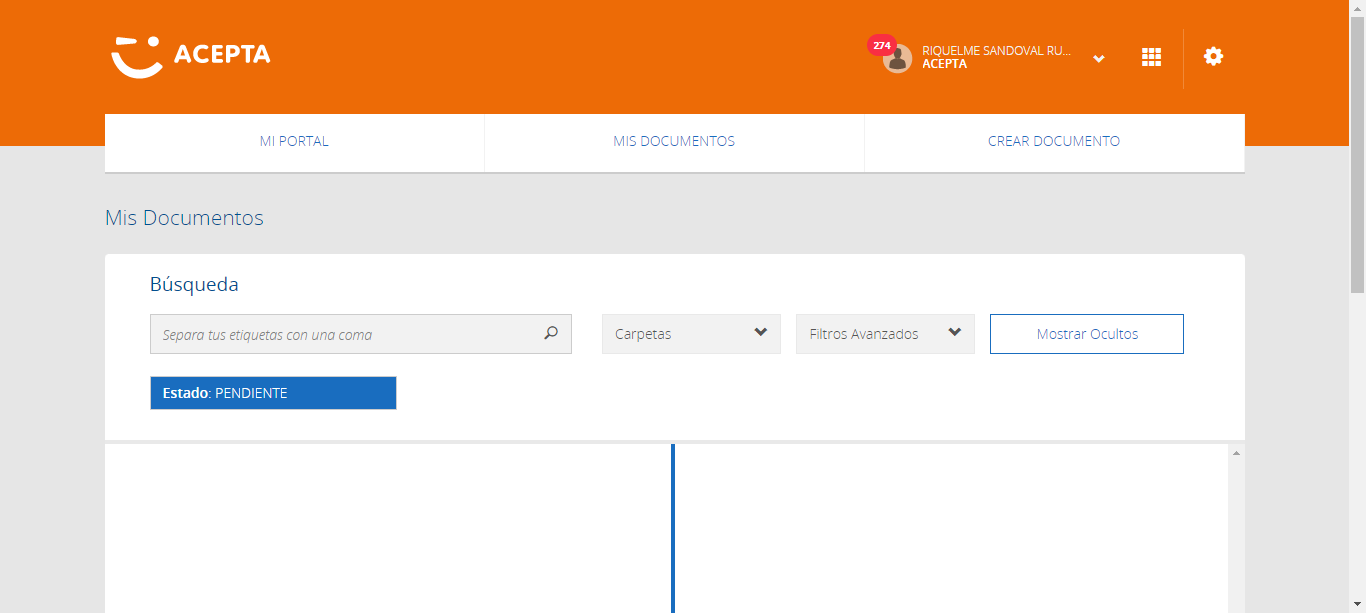 ACEPTA
274
RIQUELME SANDOVAL RU...
ACEPTA
MI PORTAL
MIS DOCUMENTOS
CREAR DOCUMENTO
Mis Documentos
Búsqueda
Separa tus etiquetas con una coma
Carpetas
Filtros Avanzados
Mostrar Ocultos
Estado: PENDIENTE